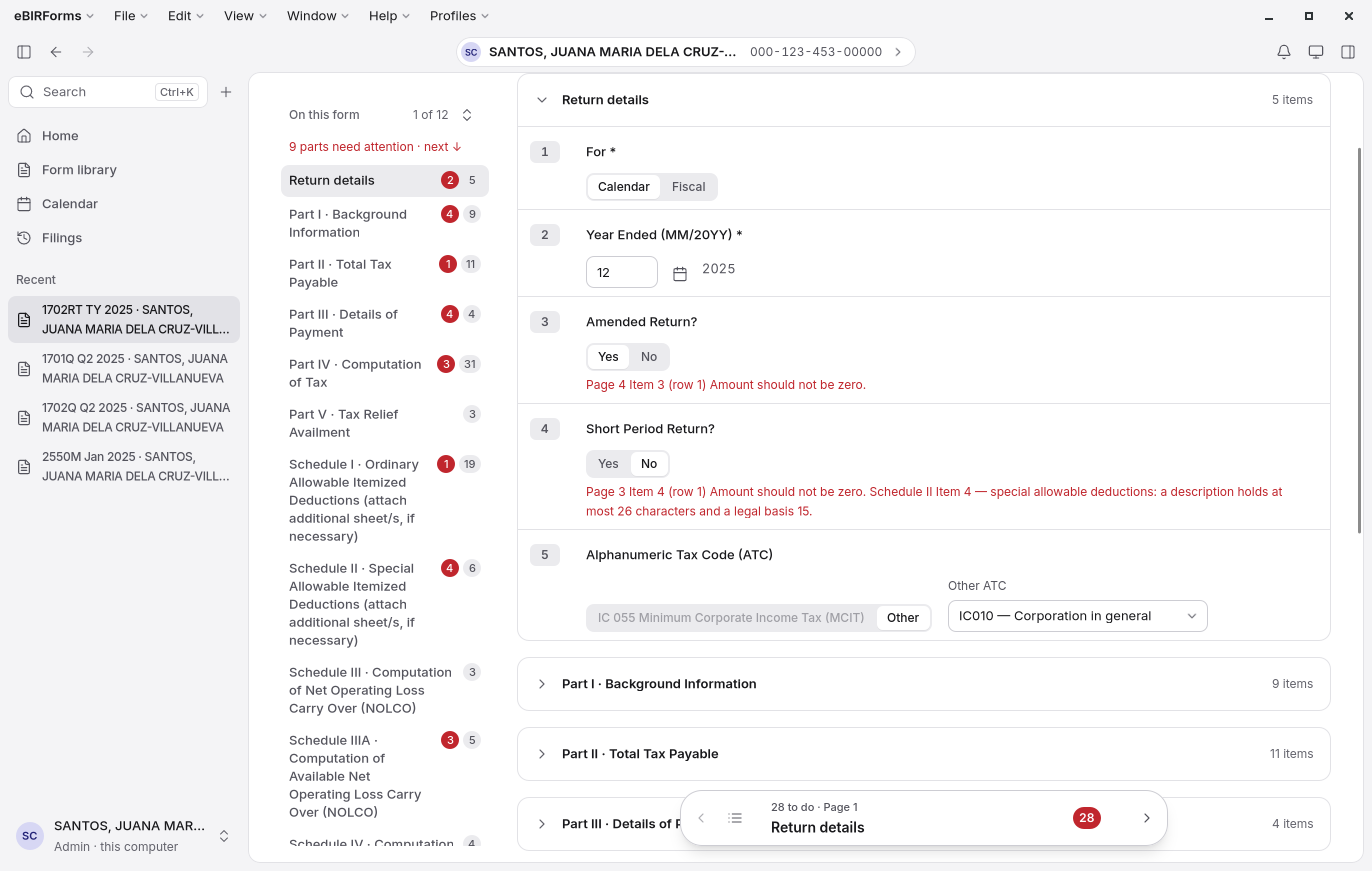 eBIRForms File Edit View Window Help Profiles
SC SANTOS, JUANA MARIA DELA CRUZ-... 000-123-453-00000
Search Ctrl+K
Home
Form library
Calendar
Filings
Recent
1702RT TY 2025 · SANTOS,
JUANA MARIA DELA CRUZ-VILL...
1701Q Q2 2025 · SANTOS, JUANA
MARIA DELA CRUZ-VILLANUEVA
1702Q Q2 2025 · SANTOS, JUANA
MARIA DELA CRUZ-VILLANUEVA
2550M Jan 2025 · SANTOS,
JUANA MARIA DELA CRUZ-VILL...
SC SANTOS, JUANA MAR...
Admin · this computer
On this form 1 of 12
9 parts need attention · next ↓
Return details 2 5
Part I · Background 4 9
Information
Part II · Total Tax 1 11
Payable
Part III · Details of 4 4
Payment
Part IV · Computation 3 31
of Tax
Part V · Tax Relief 3
Availment
Schedule I · Ordinary 1 19
Allowable Itemized
Deductions (attach
additional sheet/s, if
necessary)
Schedule II · Special 4 6
Allowable Itemized
Deductions (attach
additional sheet/s, if
necessary)
Schedule III · Computation 3
of Net Operating Loss
Carry Over (NOLCO)
Schedule IIIA · 3 5
Computation of
Available Net
Operating Loss Carry
Over (NOLCO)
Schedule IV · Computation 4
Return details 5 items
1 For *
Calendar Fiscal
2 Year Ended (MM/20YY) *
12 2025
3 Amended Return?
Yes No
Page 4 Item 3 (row 1) Amount should not be zero.
4 Short Period Return?
Yes No
Page 3 Item 4 (row 1) Amount should not be zero. Schedule II Item 4 — special allowable deductions: a description holds at
most 26 characters and a legal basis 15.
5 Alphanumeric Tax Code (ATC)
Other ATC
IC 055 Minimum Corporate Income Tax (MCIT) Other IC010 — Corporation in general
Part I · Background Information 9 items
Part II · Total Tax Payable 11 items
Part III · Details of 4 items
28 to do · Page 1
Return details 28